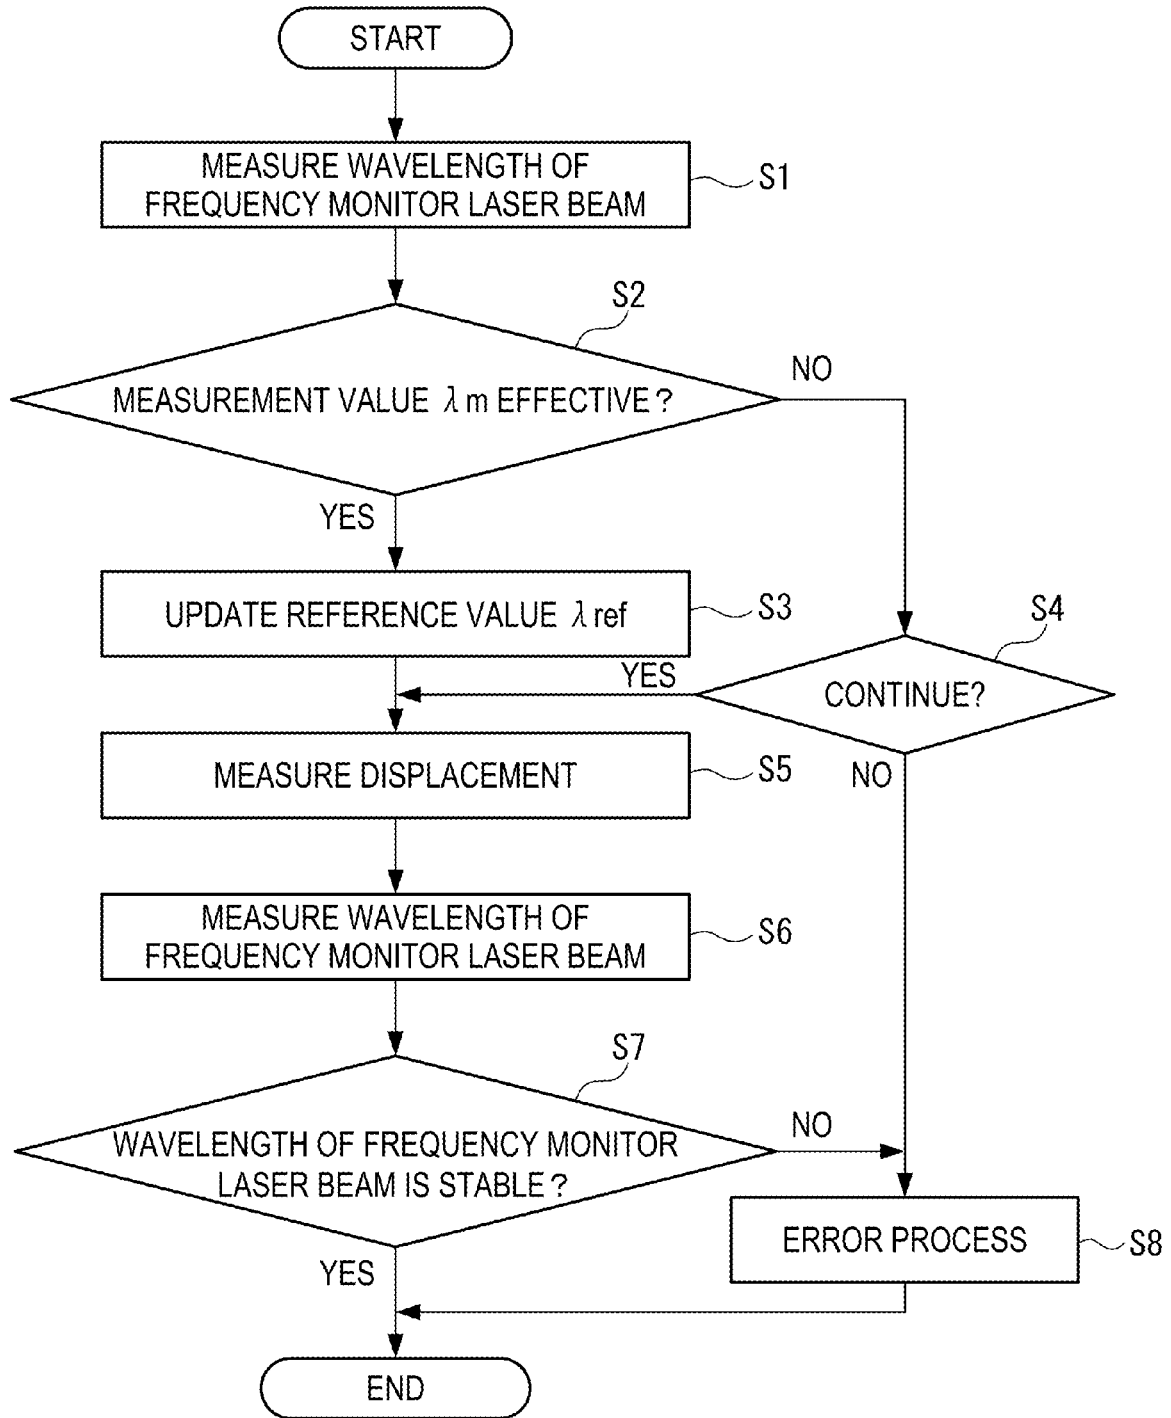 START
MEASURE WAVELENGTH OF
FREQUENCY MONITOR LASER BEAM
S1
S2
MEASUREMENT VALUE λm EFFECTIVE?
NO
YES
UPDATE REFERENCE VALUE λref
S3
S4
YES
CONTINUE?
NO
MEASURE DISPLACEMENT
S5
MEASURE WAVELENGTH OF
FREQUENCY MONITOR LASER BEAM
S6
S7
WAVELENGTH OF FREQUENCY MONITOR
LASER BEAM IS STABLE?
NO
YES
ERROR PROCESS
S8
END